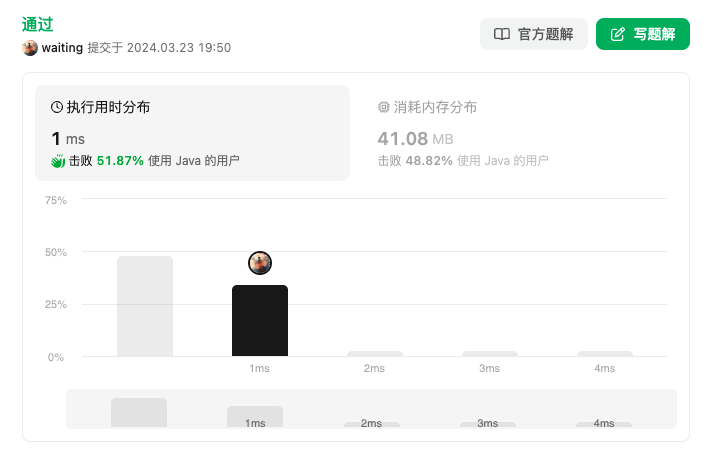 通过
waiting 提交于 2024.03.23 19:50
官方题解
写题解
执行用时分布
1 ms
击败 51.87% 使用 Java 的用户
消耗内存分布
41.08 MB
击败 48.82% 使用 Java 的用户
75%
50%
25%
0%
1ms 2ms 3ms 4ms
1ms 2ms 3ms 4ms